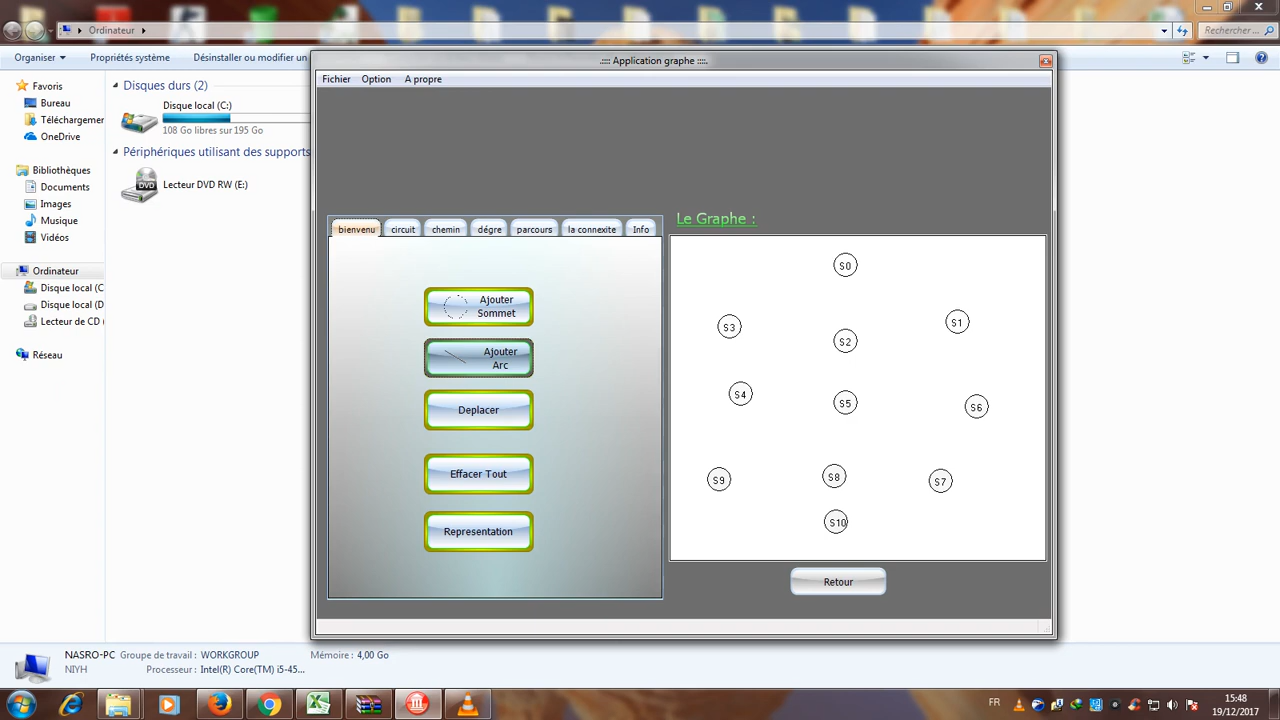 Ordinateur
Rechercher...
Organiser
Propriétés système
Désinstaller ou modifier un
Favoris
Bureau
Téléchargemer
OneDrive
Bibliothèques
Documents
Images
Musique
Vidéos
Ordinateur
Disque local (C
Disque local (D
Lecteur de CD (
Réseau
Disques durs (2)
Disque local (C:)
108 Go libres sur 195 Go
Périphériques utilisant des supports
DVD
Lecteur DVD RW (E:)
.:::: Application graphe ::::.
Fichier Option A propre
bienvenu circuit chemin dégre parcours la connexite Info
Ajouter
Sommet
Ajouter
Arc
Deplacer
Effacer Tout
Representation
Le Graphe :
S0
S1
S3
S2
S4
S5
S6
S9
S8
S7
S10
Retour
NASRO-PC Groupe de travail : WORKGROUP Mémoire : 4,00 Go
NIYH Processeur : Intel(R) Core(TM) i5-45...
FR
15:48
19/12/2017